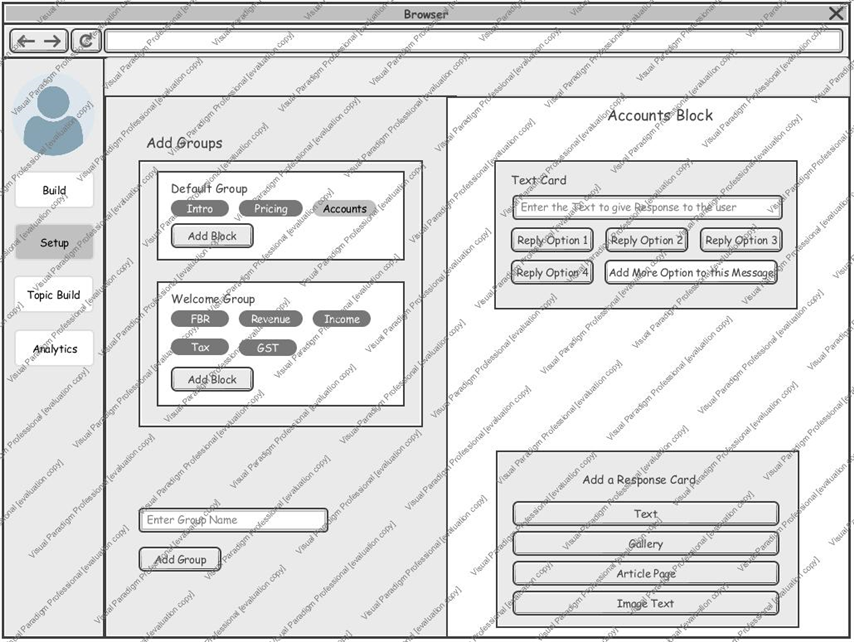 Browser
Build
Setup
Topic Build
Analytics
Add Groups
Default Group
Intro Pricing Accounts
Add Block
Welcome Group
FBR Revenue Income
Tax GST
Add Block
Enter Group Name
Add Group
Accounts Block
Text Card
Enter the Text to give Response to the user
Reply Option 1 Reply Option 2 Reply Option 3
Reply Option 4 Add More Option to this Message
Add a Response Card
Text
Gallery
Article Page
Image Text
Visual Paradigm Professional [evaluation copy]